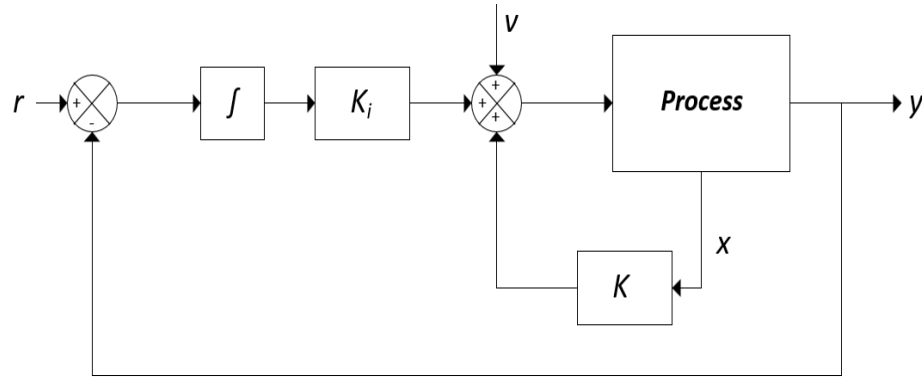 v
r
+
-
∫
K_i
+
+
+
Process
y
x
K